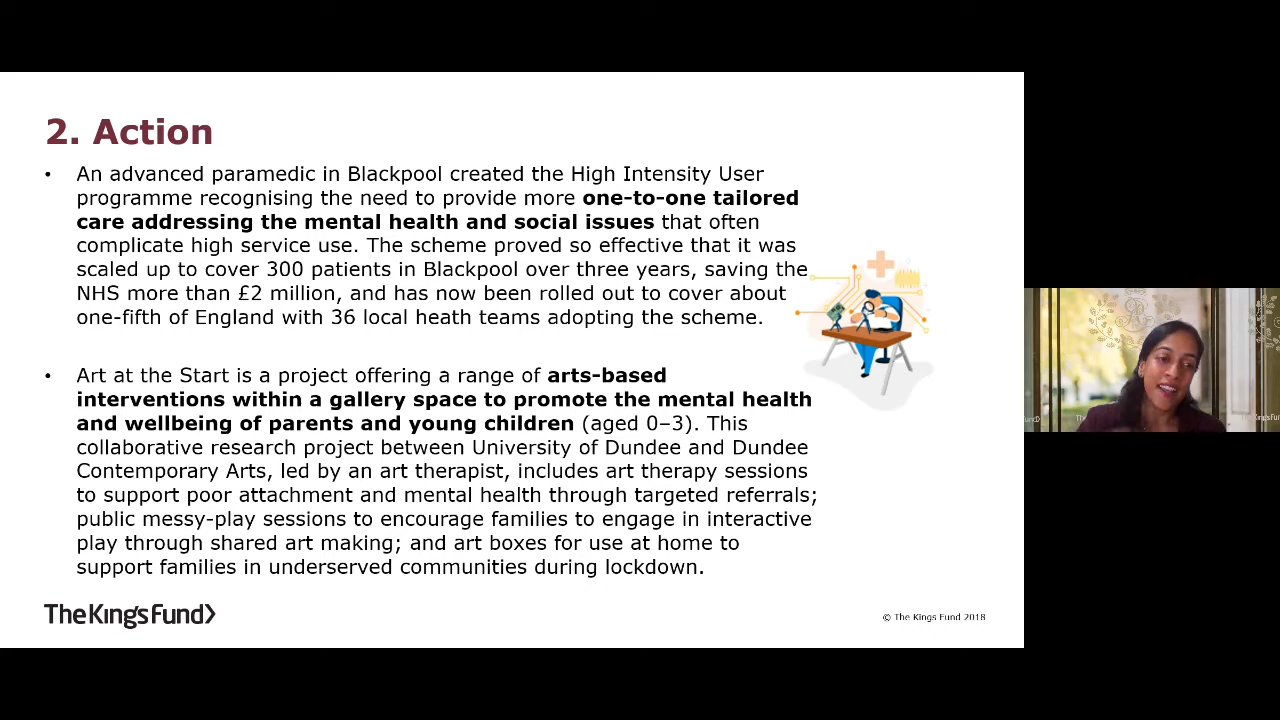 2. Action
• An advanced paramedic in Blackpool created the High Intensity User
programme recognising the need to provide more one-to-one tailored
care addressing the mental health and social issues that often
complicate high service use. The scheme proved so effective that it was
scaled up to cover 300 patients in Blackpool over three years, saving the
NHS more than £2 million, and has now been rolled out to cover about
one-fifth of England with 36 local heath teams adopting the scheme.
• Art at the Start is a project offering a range of arts-based
interventions within a gallery space to promote the mental health
and wellbeing of parents and young children (aged 0–3). This
collaborative research project between University of Dundee and Dundee
Contemporary Arts, led by an art therapist, includes art therapy sessions
to support poor attachment and mental health through targeted referrals;
public messy-play sessions to encourage families to engage in interactive
play through shared art making; and art boxes for use at home to
support families in underserved communities during lockdown.
TheKing'sFund>
© The Kings Fund 2018